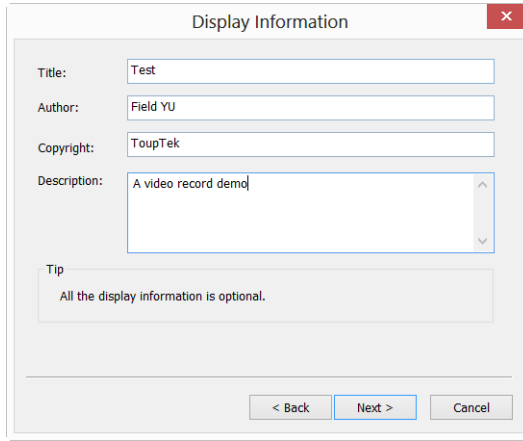 Display Information
Title: Test
Author: Field YU
Copyright: ToupTek
Description: A video record demo
Tip
All the display information is optional.
< Back Next > Cancel